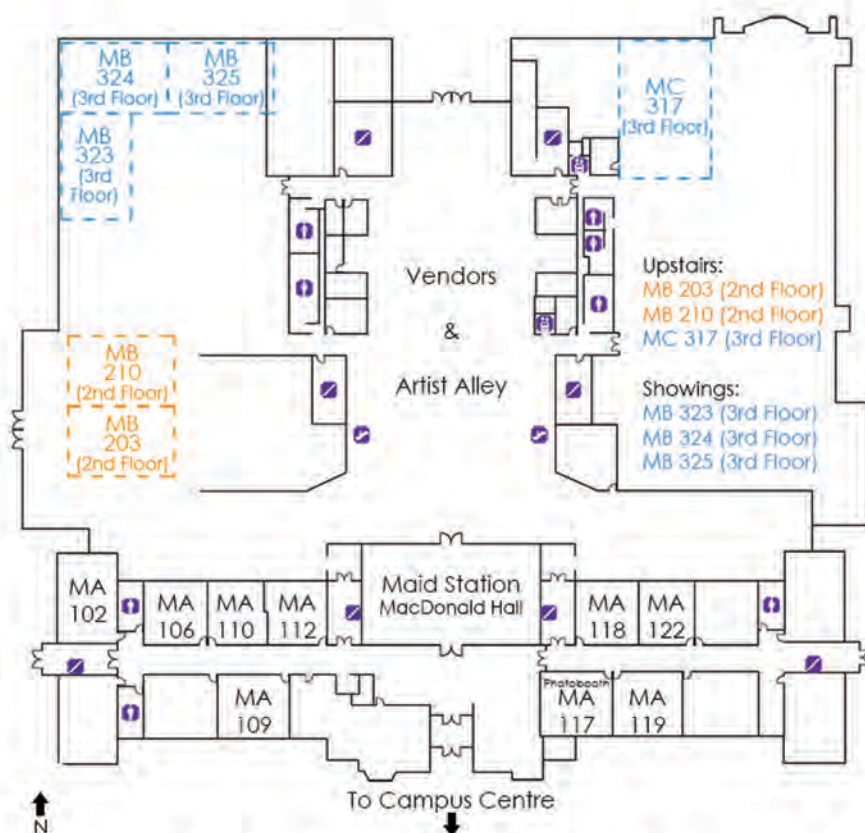 MB
324
(3rd Floor)
MB
325
(3rd Floor)
MC
317
(3rd Floor)
MB
323
(3rd
Floor)
Vendors
&
Artist Alley
Upstairs:
MB 203 (2nd Floor)
MB 210 (2nd Floor)
MC 317 (3rd Floor)
Showings:
MB 323 (3rd Floor)
MB 324 (3rd Floor)
MB 325 (3rd Floor)
MB
210
(2nd Floor)
MB
203
(2nd Floor)
MA
102
MA
106
MA
110
MA
112
Maid Station
MacDonald Hall
MA
118
MA
122
MA
109
Photobooth
MA
117
MA
119
To Campus Centre
N